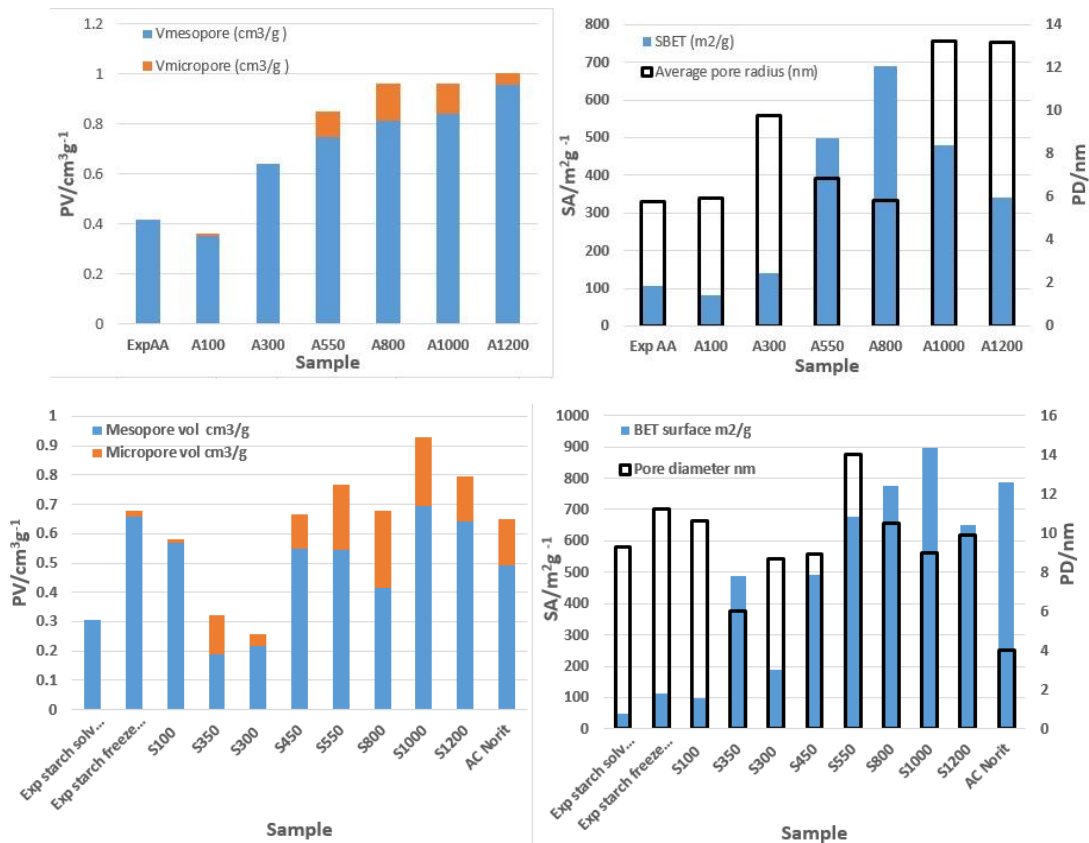 1.2
1
0.8
0.6
0.4
0.2
0
PV/cm3g-1
Vmesopore (cm3/g )
Vmicropore (cm3/g )
ExpAA A100 A300 A550 A800 A1000 A1200
Sample
800
700
600
500
400
300
200
100
0
SA/m2g -1
SBET (m2/g)
Average pore radius (nm)
14
12
10
8
6
4
2
0
PD/nm
Exp AA A100 A300 A550 A800 A1000 A1200
Sample
1
0.9
0.8
0.7
0.6
0.5
0.4
0.3
0.2
0.1
0
PV/cm3g-1
Mesopore vol cm3/g
Micropore vol cm3/g
Exp starch solv...
Exp starch freeze...
S100
S350
S300
S450
S550
S800
S1000
S1200
AC Norit
Sample
1000
900
800
700
600
500
400
300
200
100
0
SA/m2g -1
BET surface m2/g
Pore diameter nm
16
14
12
10
8
6
4
2
0
PD/nm
Exp starch solv...
Exp starch freeze...
S100
S350
S300
S450
S550
S800
S1000
S1200
AC Norit
Sample